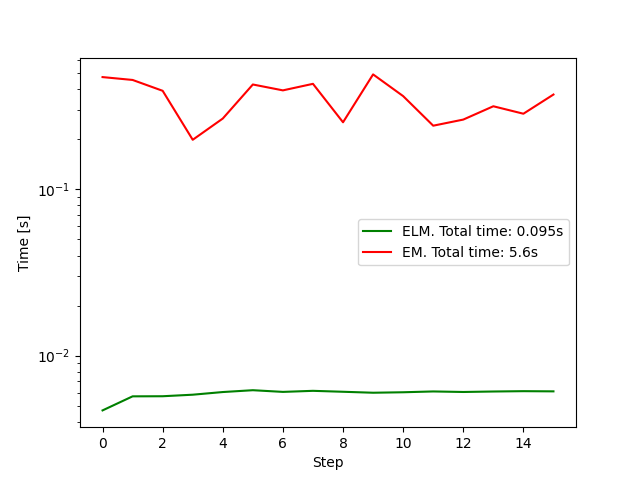 10⁻¹
10⁻²
Time [s]
ELM. Total time: 0.095s
EM. Total time: 5.6s
0 2 4 6 8 10 12 14
Step